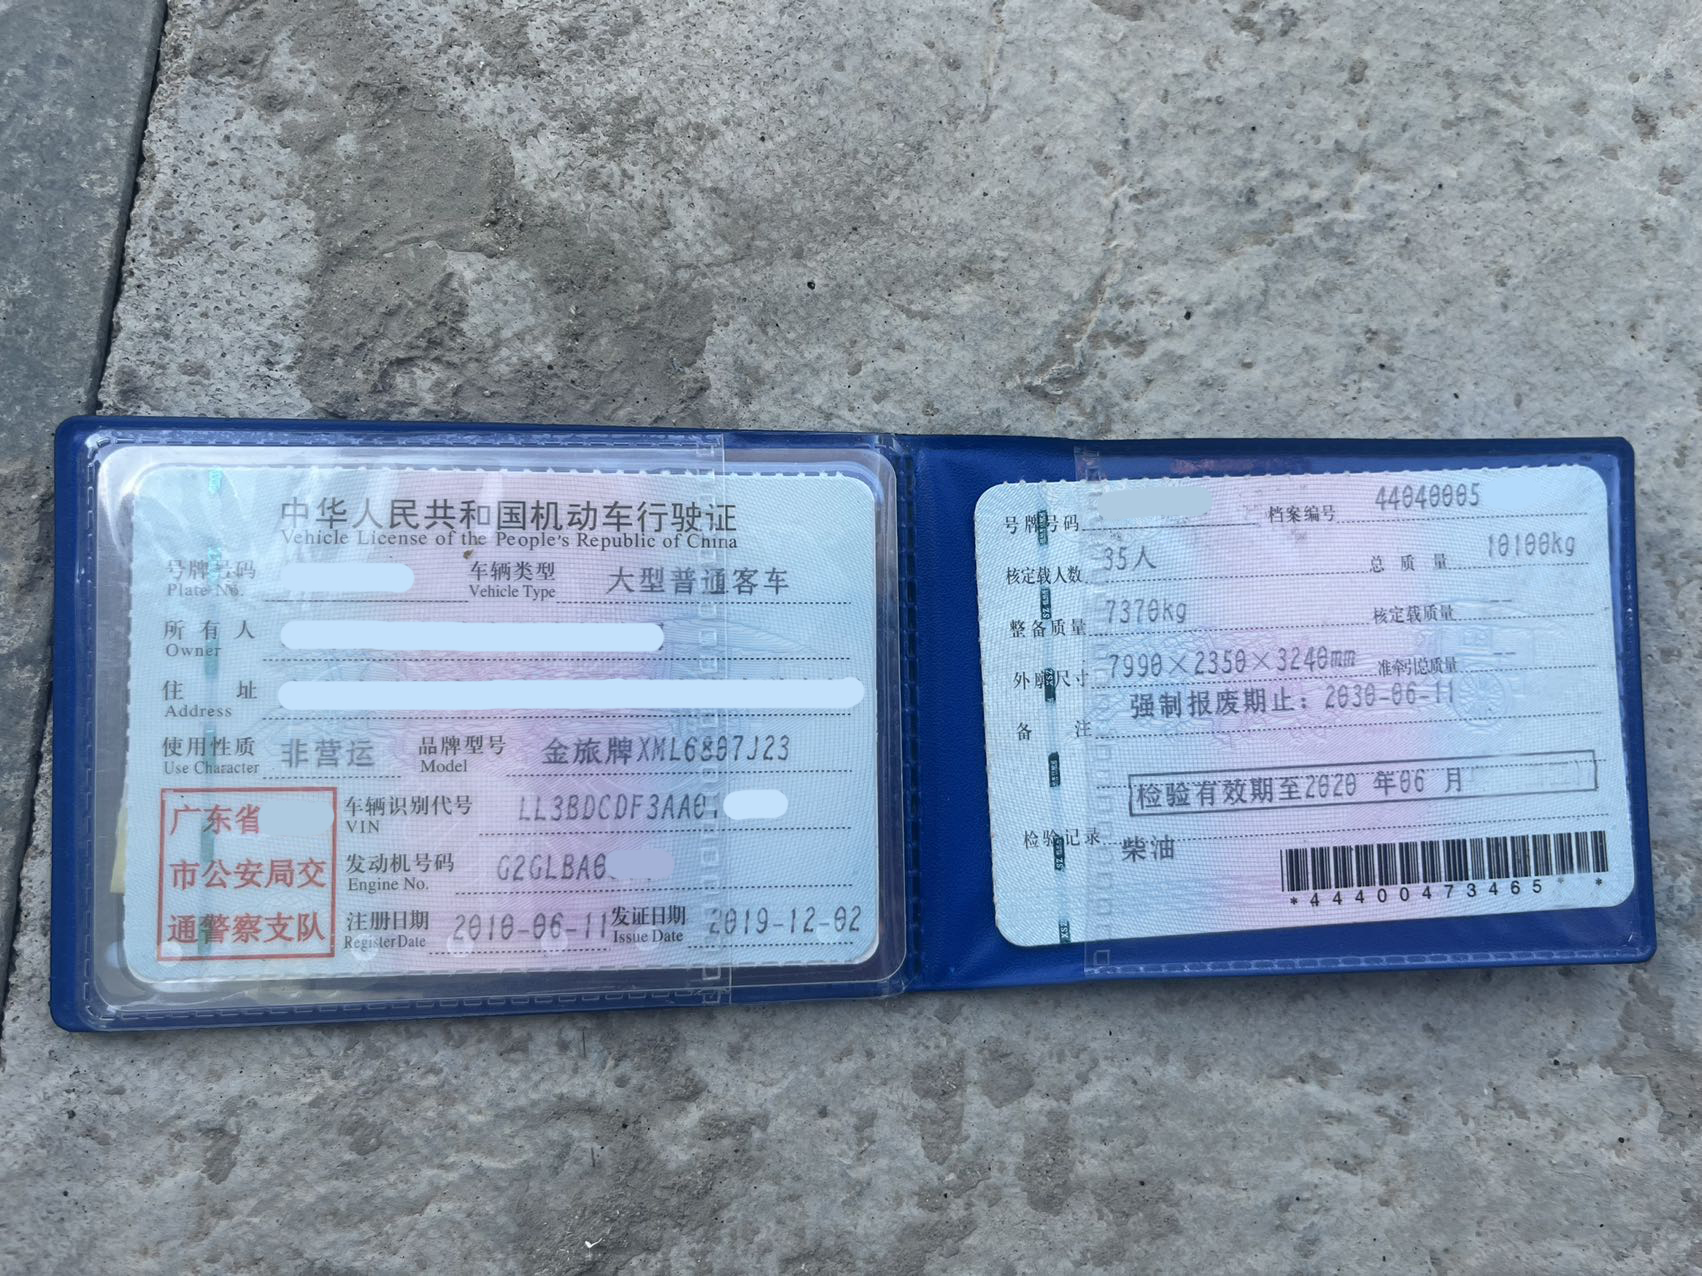 中华人民共和国机动车行驶证
Vehicle License of the People's Republic of China
号牌号码
Plate No.
车辆类型 大型普通客车
Vehicle Type
所有人
Owner
住址
Address
使用性质 非营运
Use Character
品牌型号 金旅牌XML6807J23
Model
广东省
市公安局交
通警察支队
车辆识别代号 LL3BDCDF3AA0
VIN
发动机号码 G2GLBA0
Engine No.
注册日期 2010-06-11
Register Date
发证日期 2019-12-02
Issue Date
号牌号码
档案编号 44040005
核定载人数 35人
总质量 10100kg
整备质量 7370kg
核定载质量 --
外廓尺寸 7990×2350×3240mm
准牵引总质量 --
备注 强制报废期止：2030-06-11
检验有效期至2020 年06 月
检验记录 柴油
*4440047346５* *